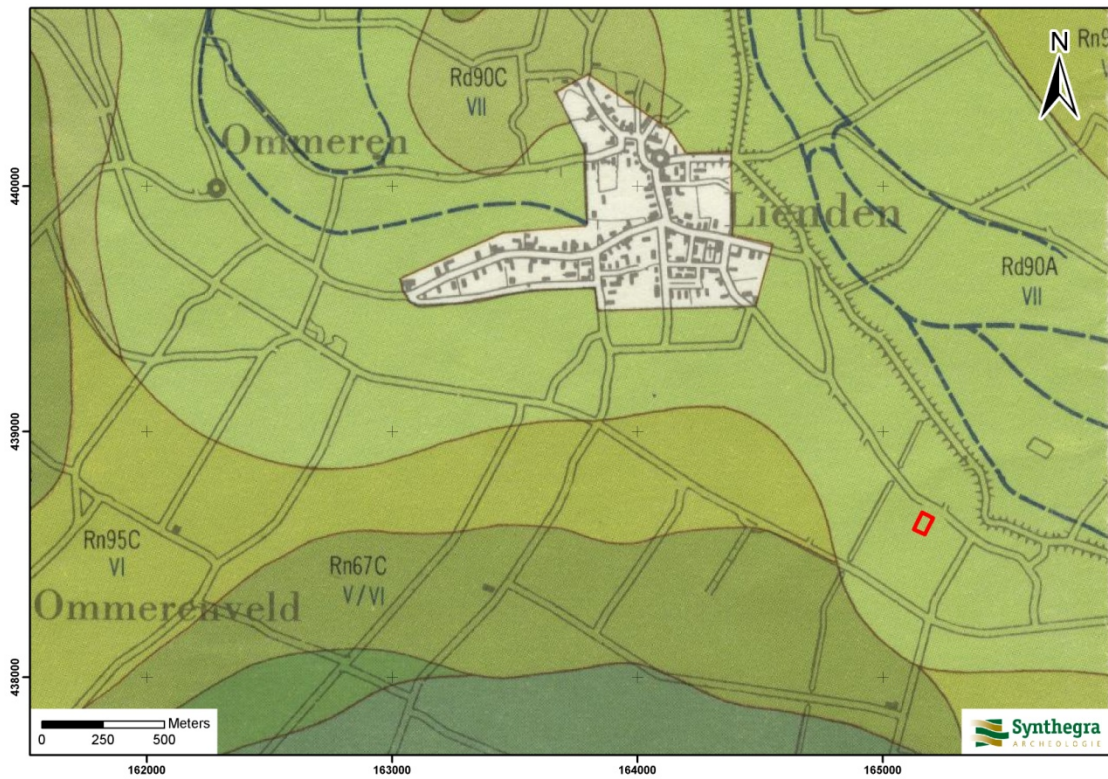 N
Rn9
Rd90C
VII
Ommeren
440000
Lienden
Rd90A
VII
439000
Rn95C
VI
Rn67C
V/VI
Ommerenveld
438000
Meters
0 250 500
Synthegra
ARCHEOLOGIE
162000 163000 164000 165000